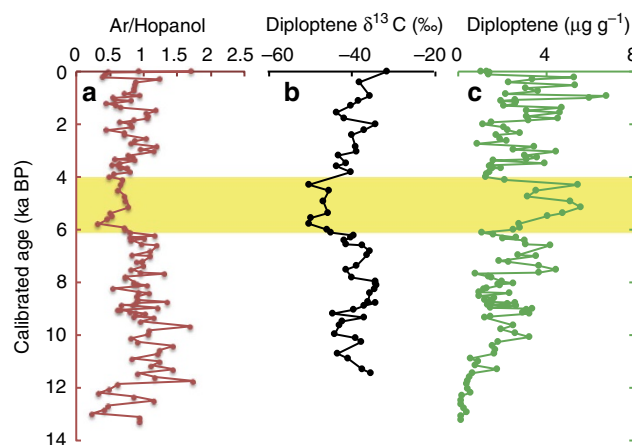 Ar/Hopanol Diploptene δ¹³ C (‰) Diploptene (μg g⁻¹)
0 0.5 1 1.5 2 2.5 −60 −40 −20 0 4 8
a b c
0
2
4
6
8
10
12
14
Calibrated age (ka BP)